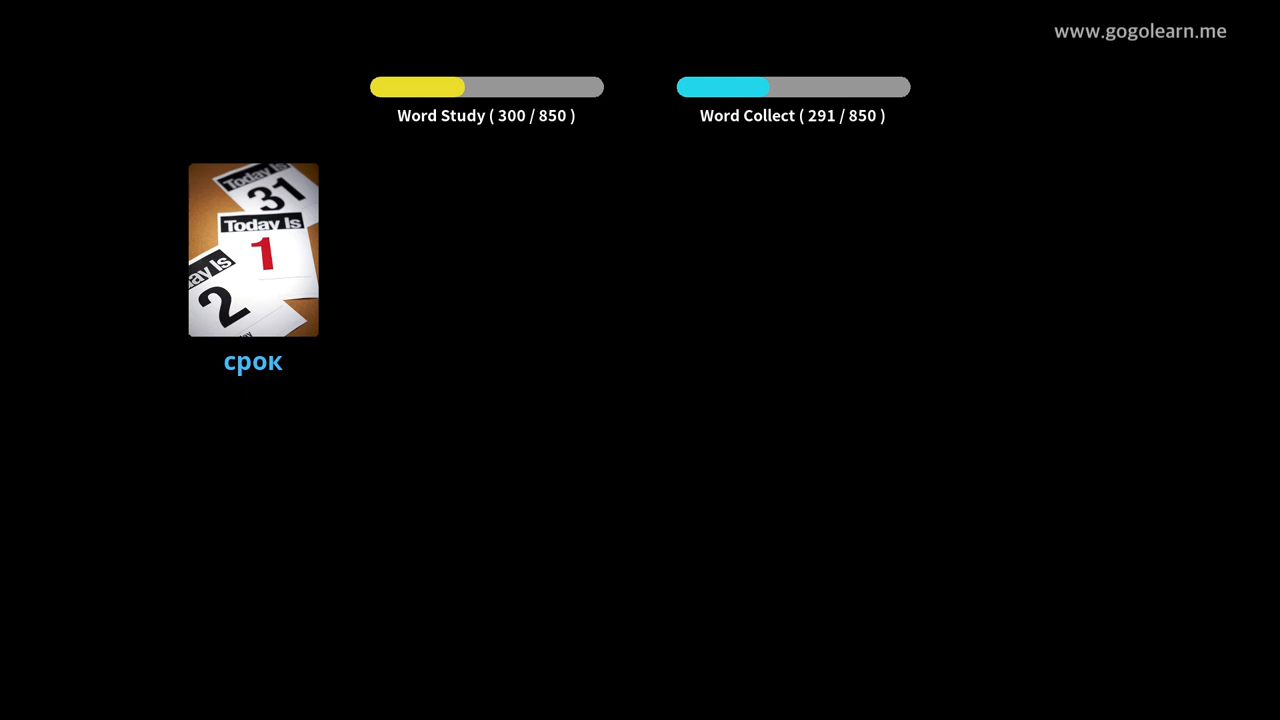 www.gogolearn.me
Word Study ( 300 / 850 )
Word Collect ( 291 / 850 )
Today Is
31
Today Is
1
ay Is
2
срок